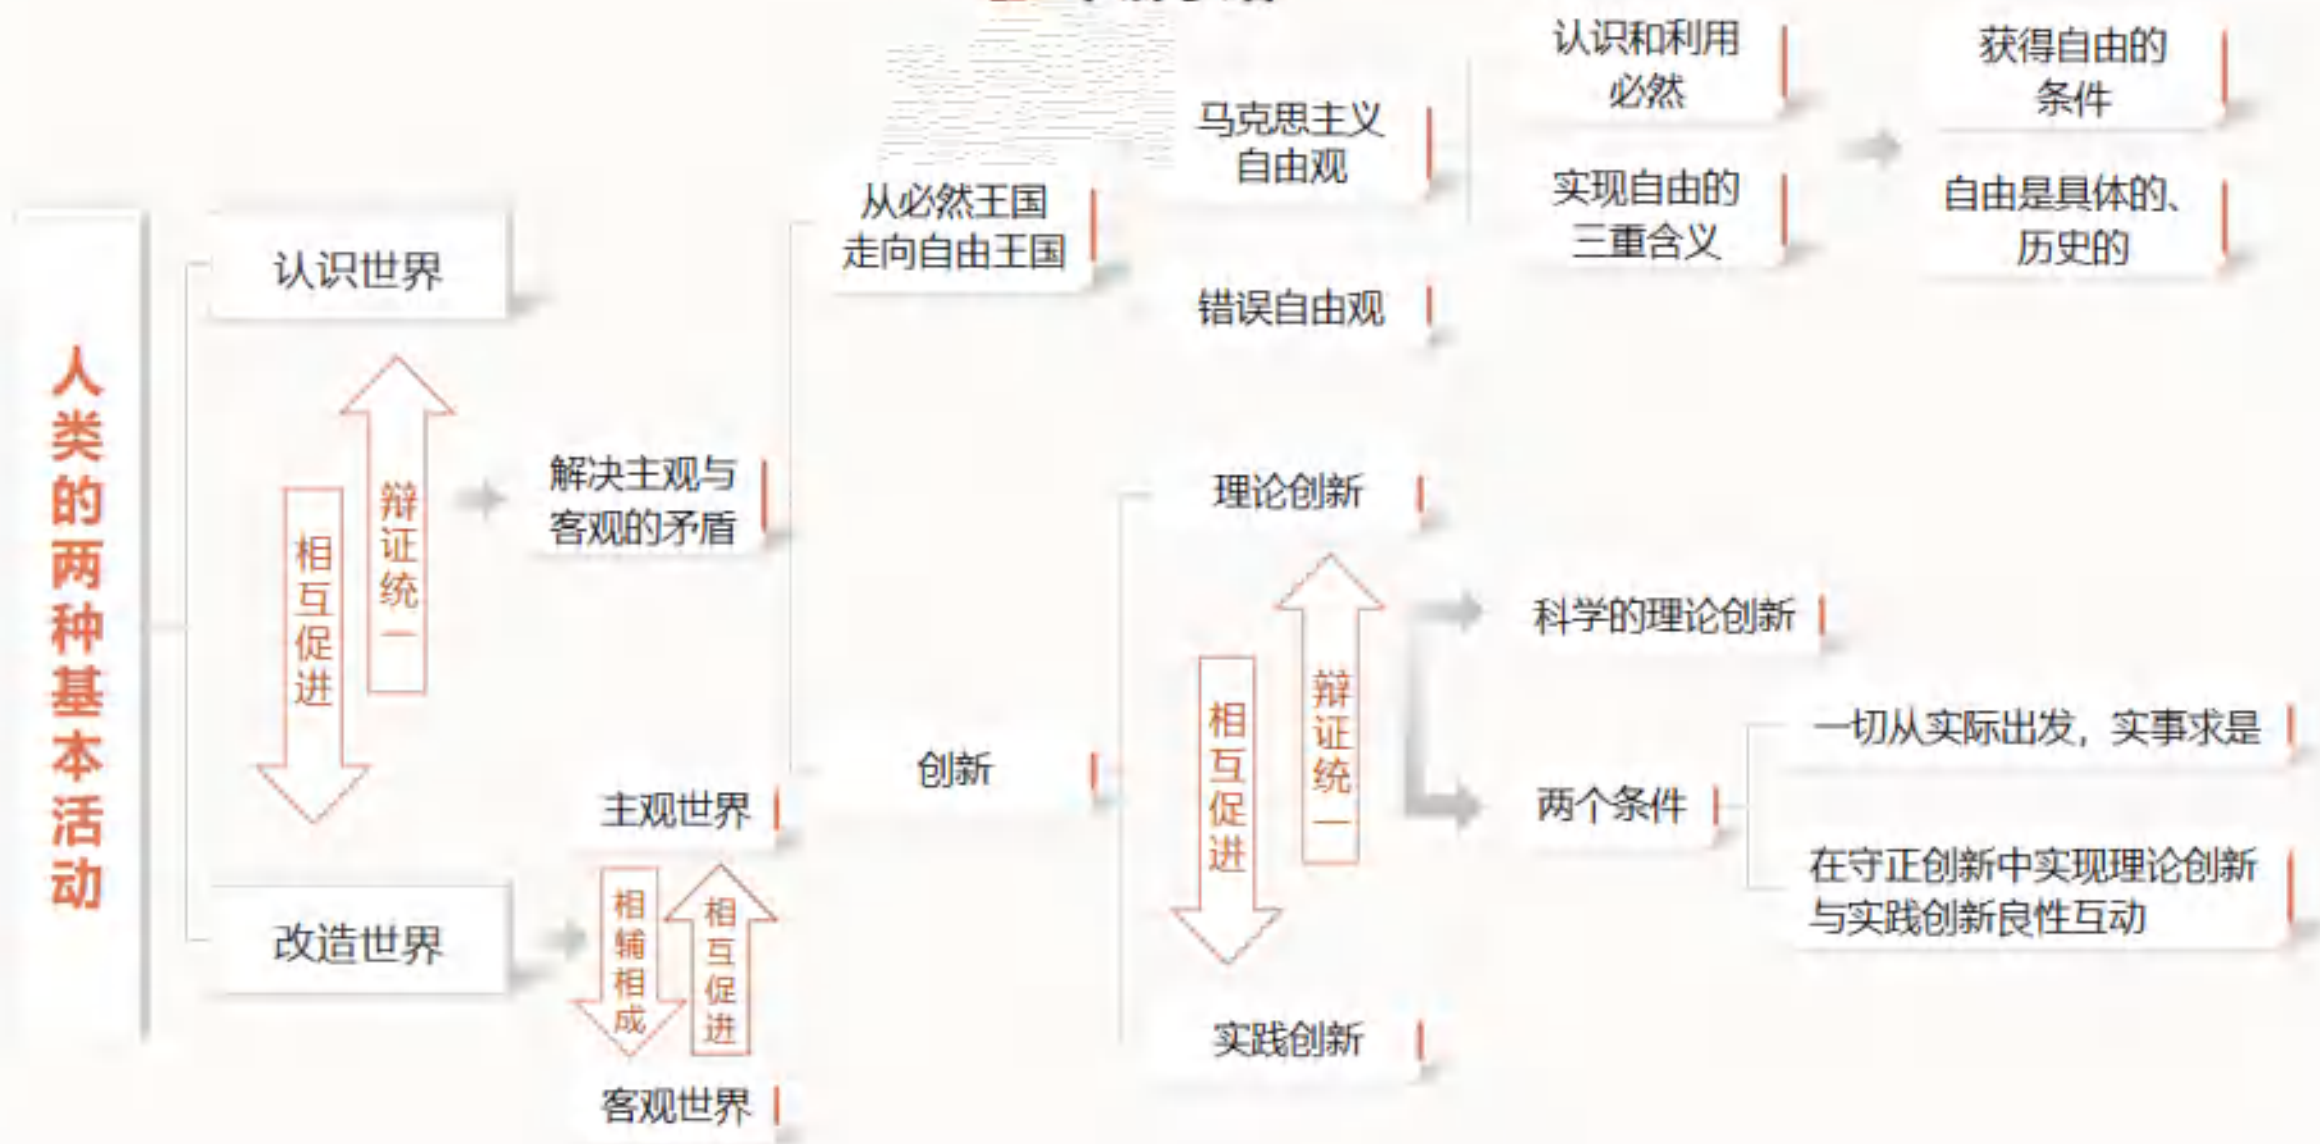 人类的两种基本活动
认识世界
辩证统一
相互促进
改造世界
解决主观与
客观的矛盾
主观世界
相辅相成
相互促进
客观世界
从必然王国
走向自由王国
马克思主义
自由观
错误自由观
认识和利用
必然
实现自由的
三重含义
获得自由的
条件
自由是具体的、
历史的
创新
理论创新
辩证统一
相互促进
实践创新
科学的理论创新
两个条件
一切从实际出发，实事求是
在守正创新中实现理论创新
与实践创新良性互动